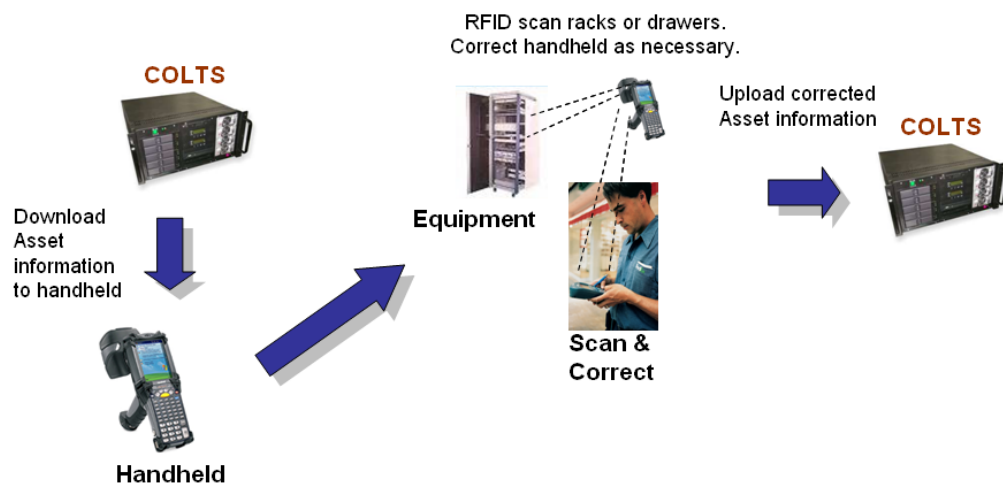 COLTS
Download
Asset
information
to handheld
Handheld
RFID scan racks or drawers.
Correct handheld as necessary.
Equipment
Scan &
Correct
Upload corrected
Asset information
COLTS